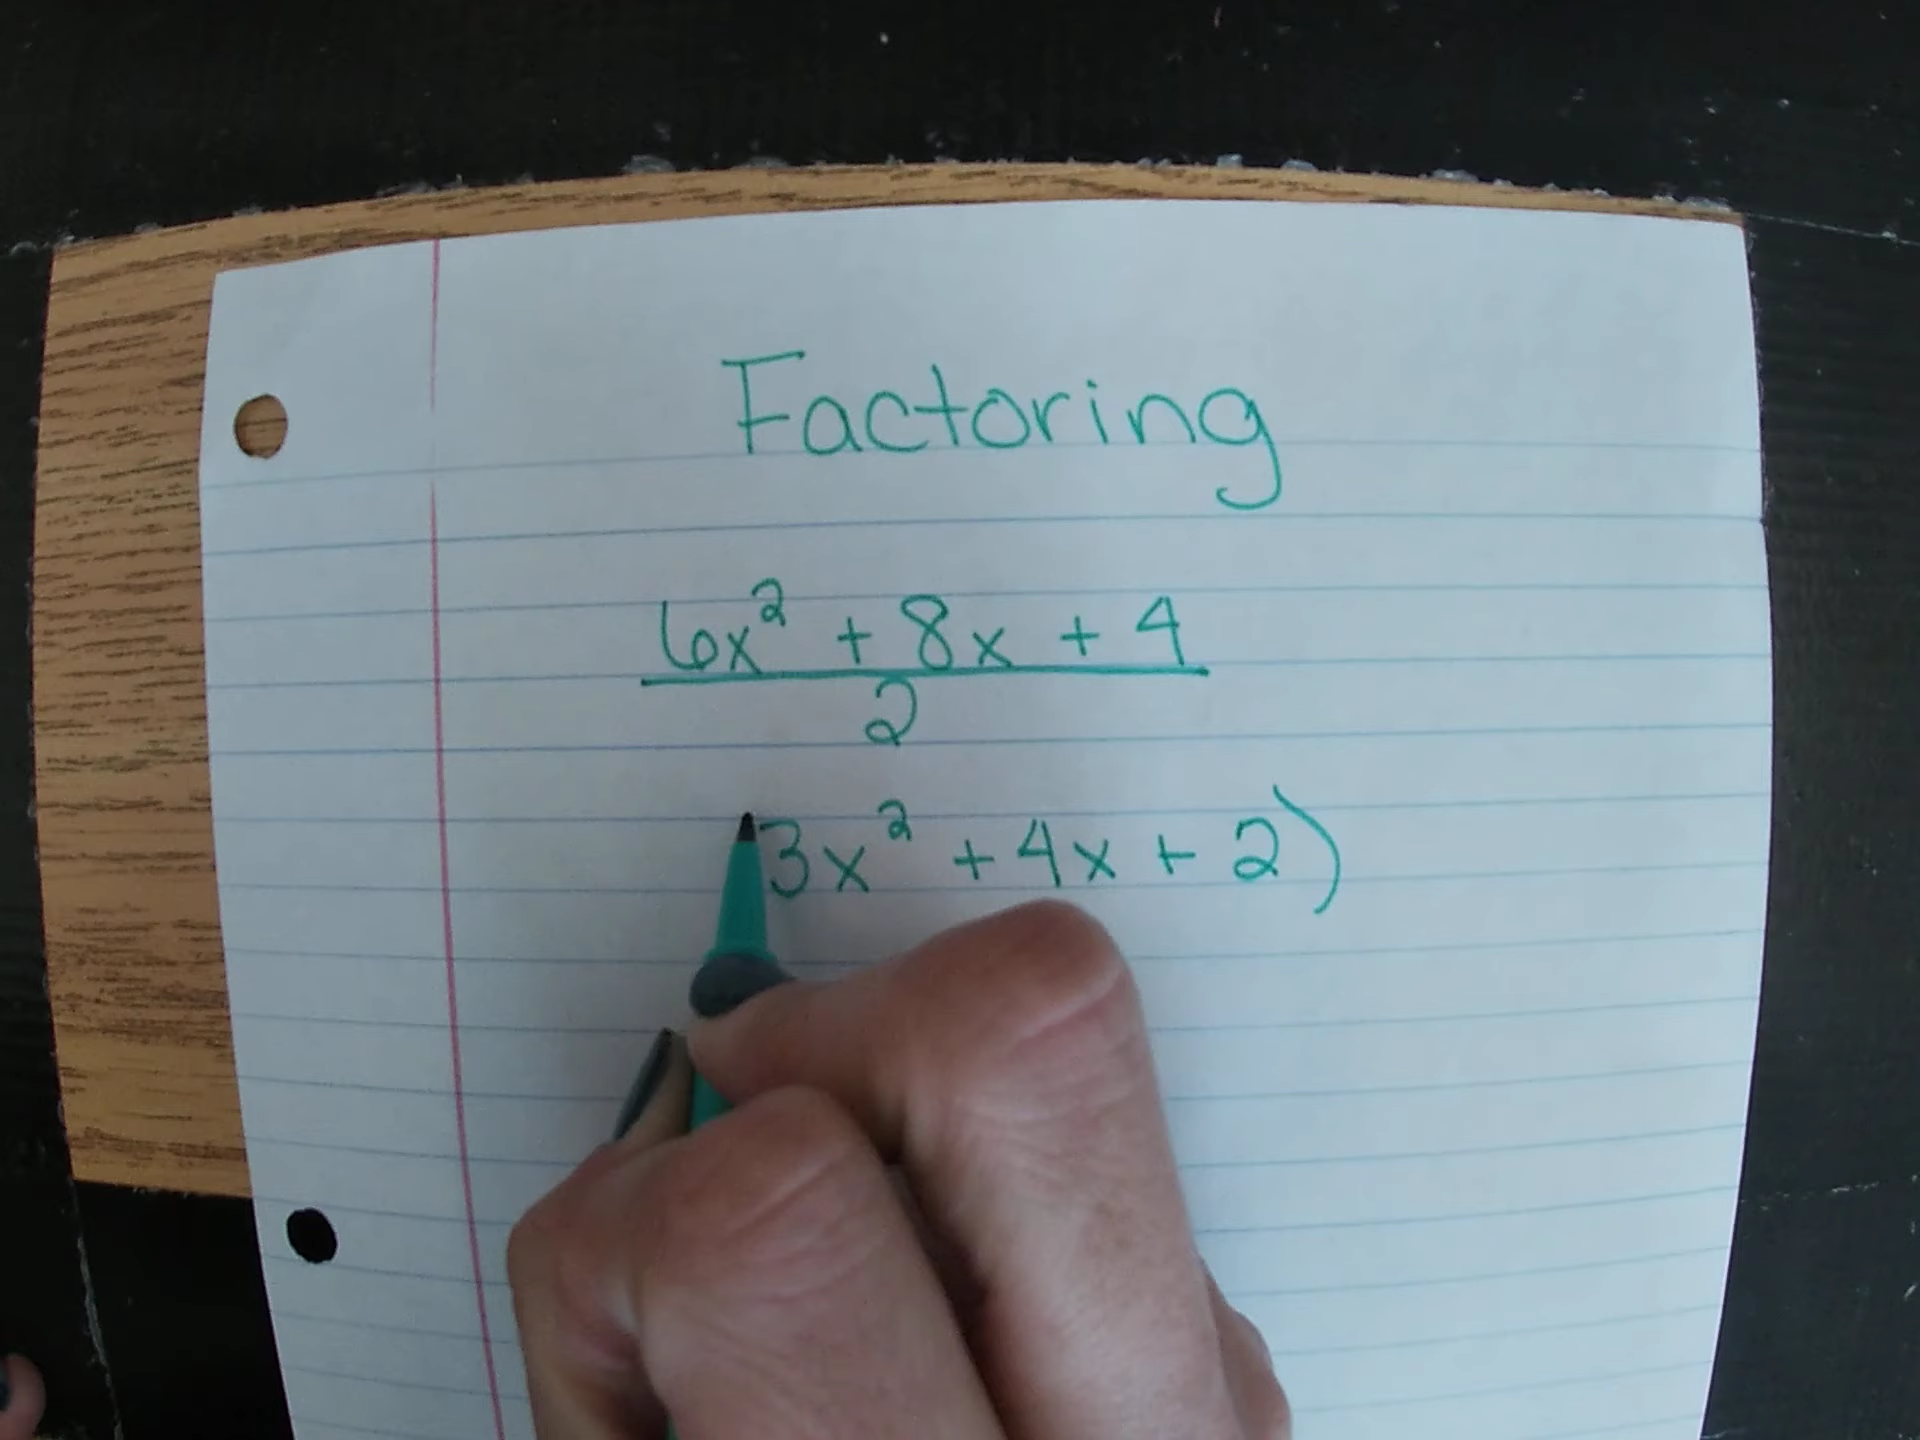 Factoring
6x² + 8x + 4
2
3x² + 4x + 2)